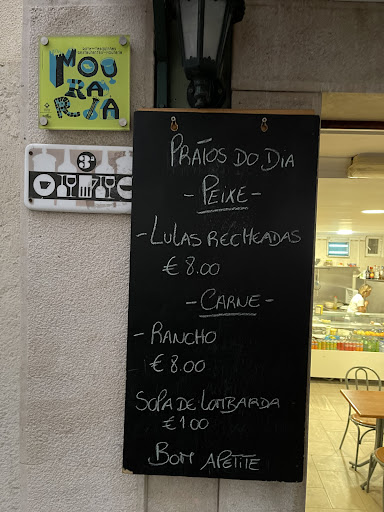 MOU
RA
RIA
3ª
PRATOS DO DIA
- PEIXE -
- LULAS RECHEADAS
€ 8.00
- CARNE -
- RANCHO
€ 8.00
SOPA DE LOMBARDA
€ 1.00
BOM APETITE